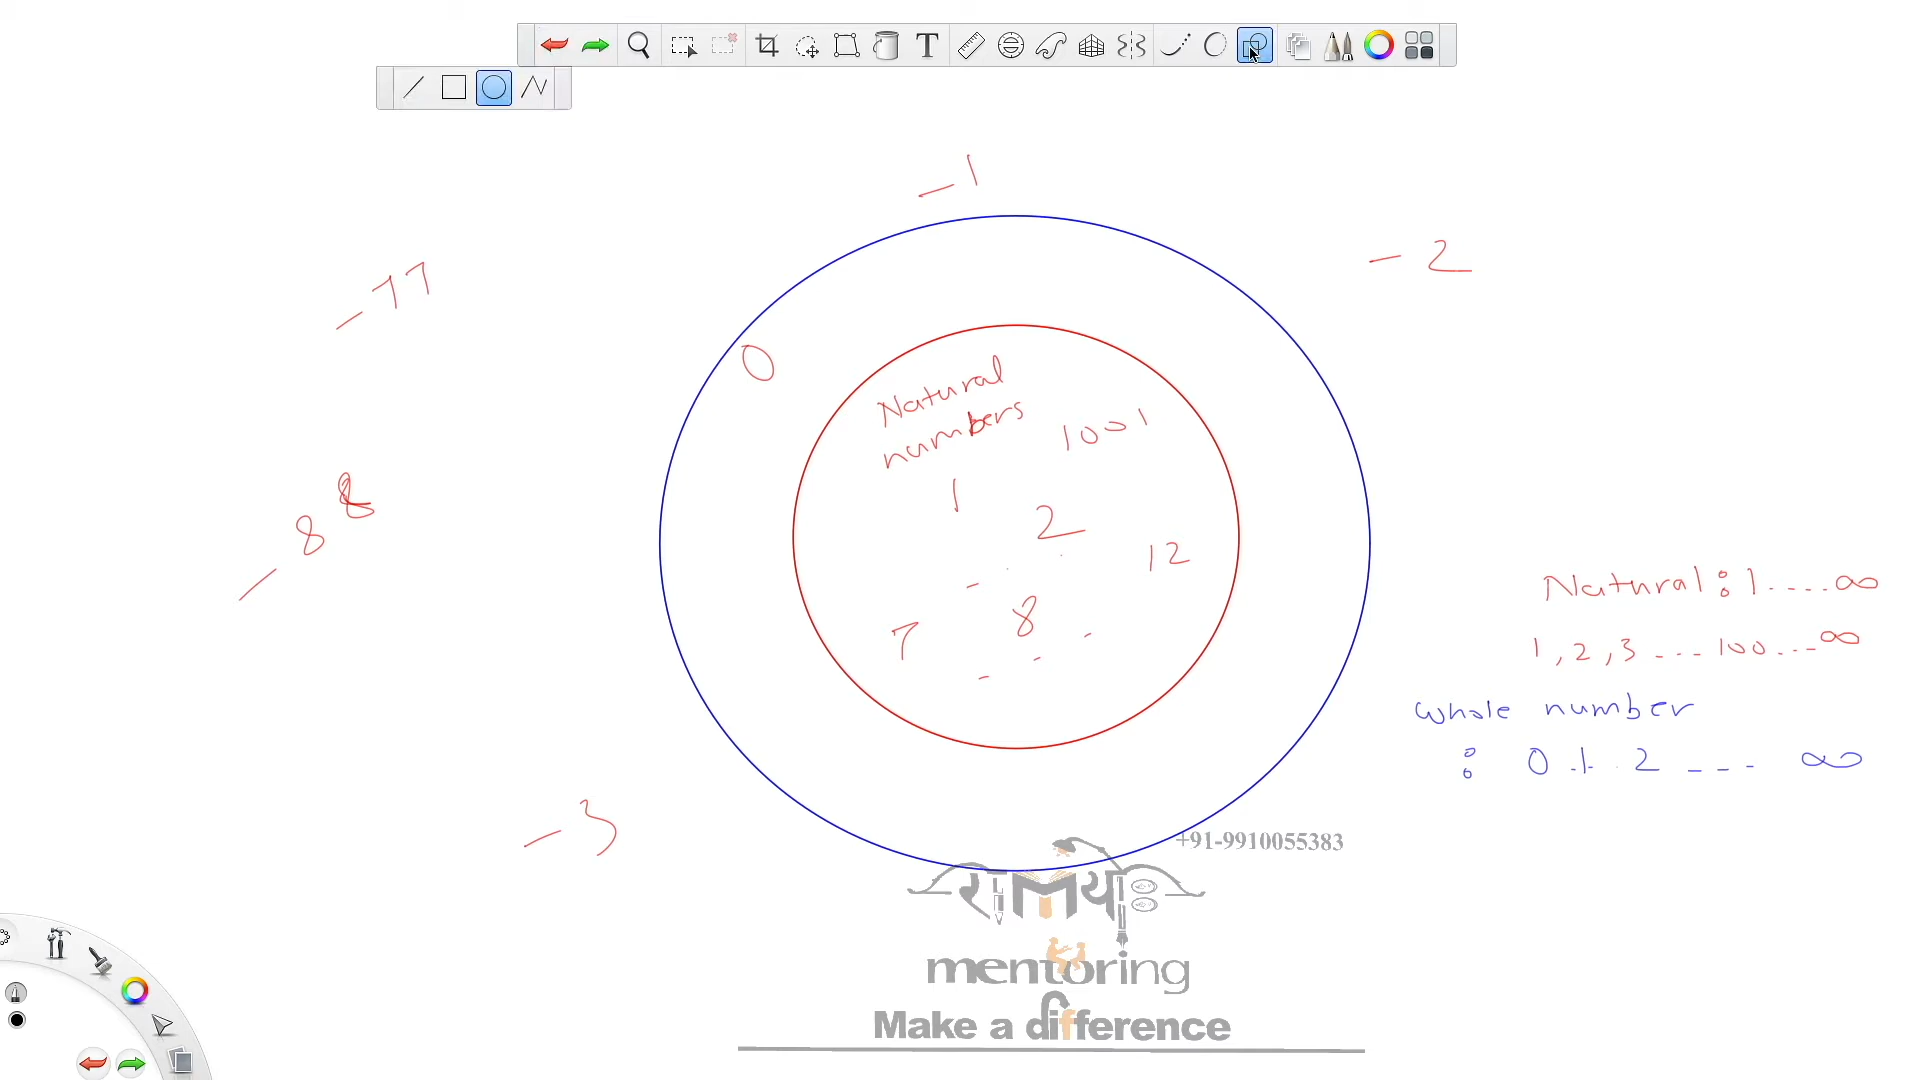 -1
-2
-77
0
Natural
numbers
1001
1
2
12
-88
7
8
Natural : 1 .... ∞
1, 2, 3 --- 100 ... ∞
whole number
: 0 1 2 --- ∞
-3
+91-9910055383
mentoring
Make a difference